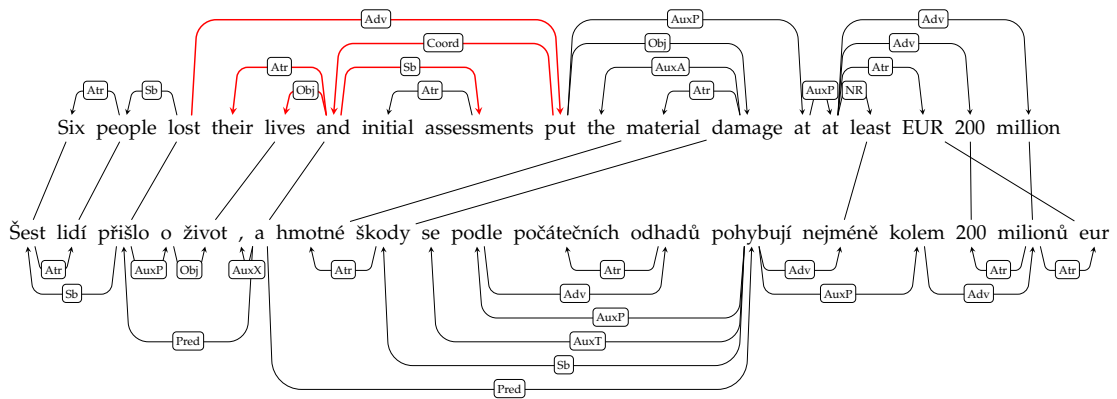 Adv AuxP Adv
Coord Obj Adv
Atr Sb AuxA Atr
Atr Sb Obj Atr Atr AuxP NR
Six people lost their lives and initial assessments put the material damage at at least EUR 200 million
Šest lidí přišlo o život , a hmotné škody se podle počátečních odhadů pohybují nejméně kolem 200 milionů eur
Atr AuxP Obj AuxX Atr Atr Adv Atr Atr
Sb Adv AuxP Adv
AuxP
Pred AuxT
Sb
Pred